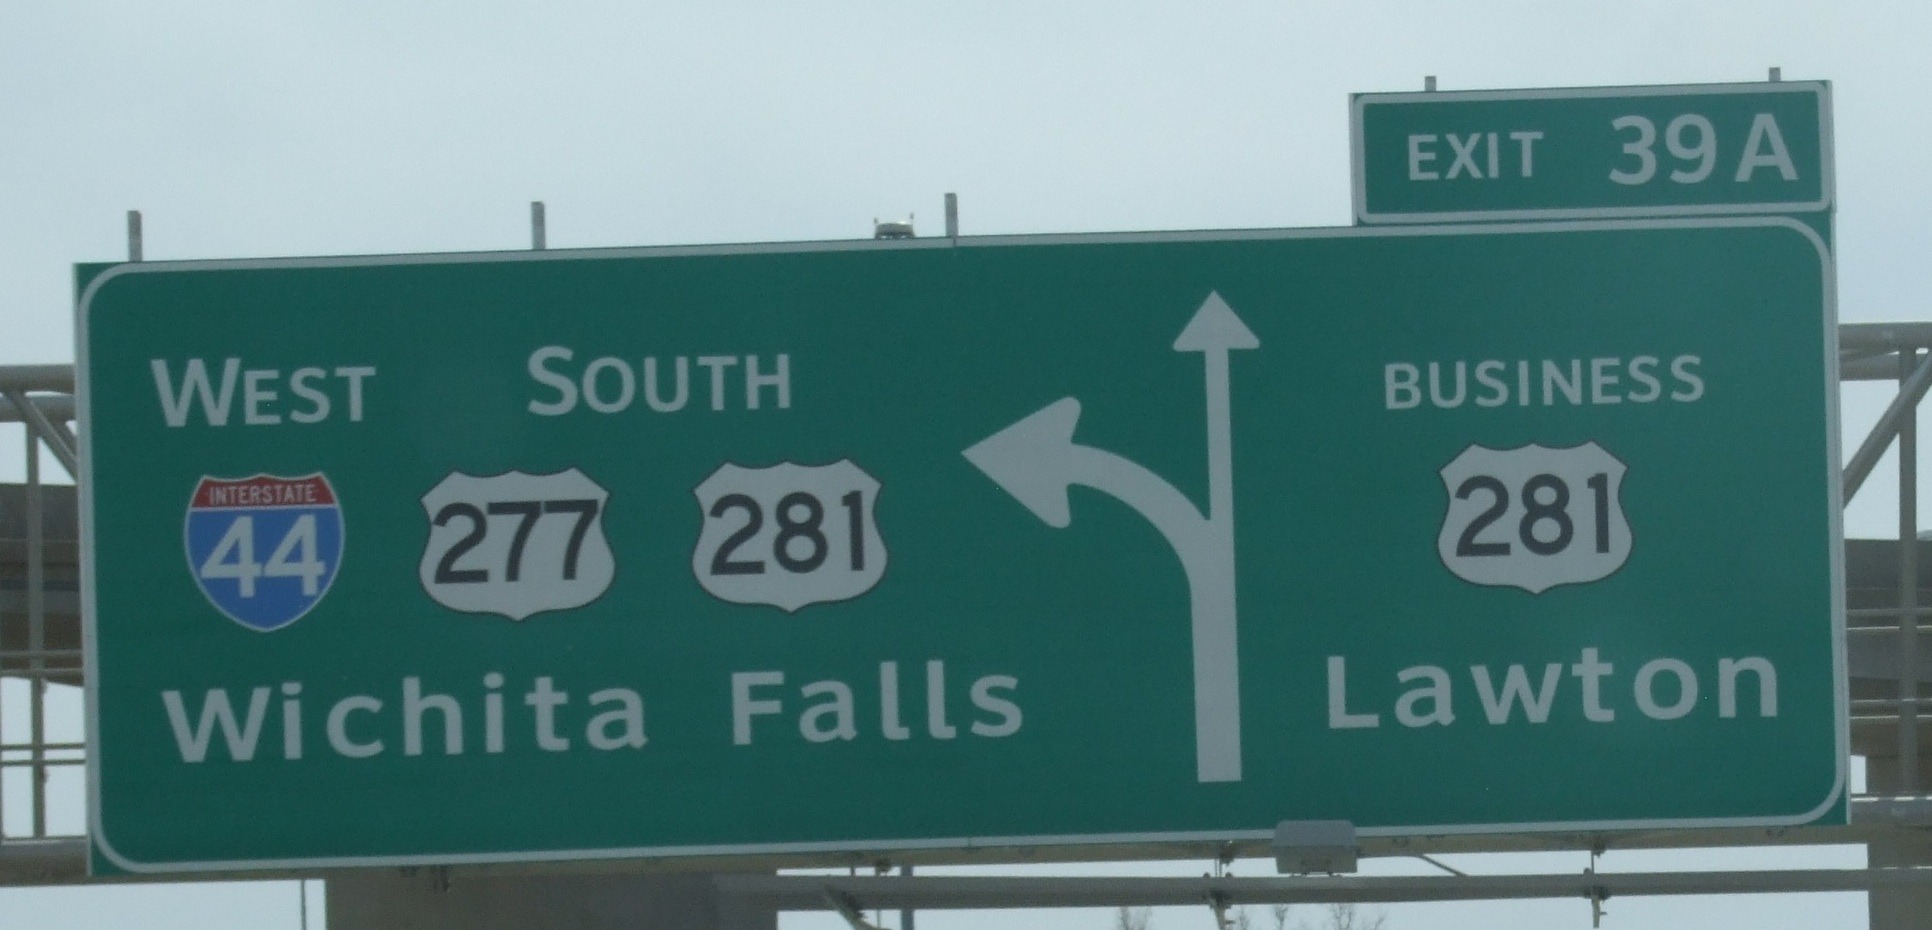 EXIT 39A
WEST SOUTH
INTERSTATE
44 277 281
Wichita Falls
BUSINESS
281
Lawton